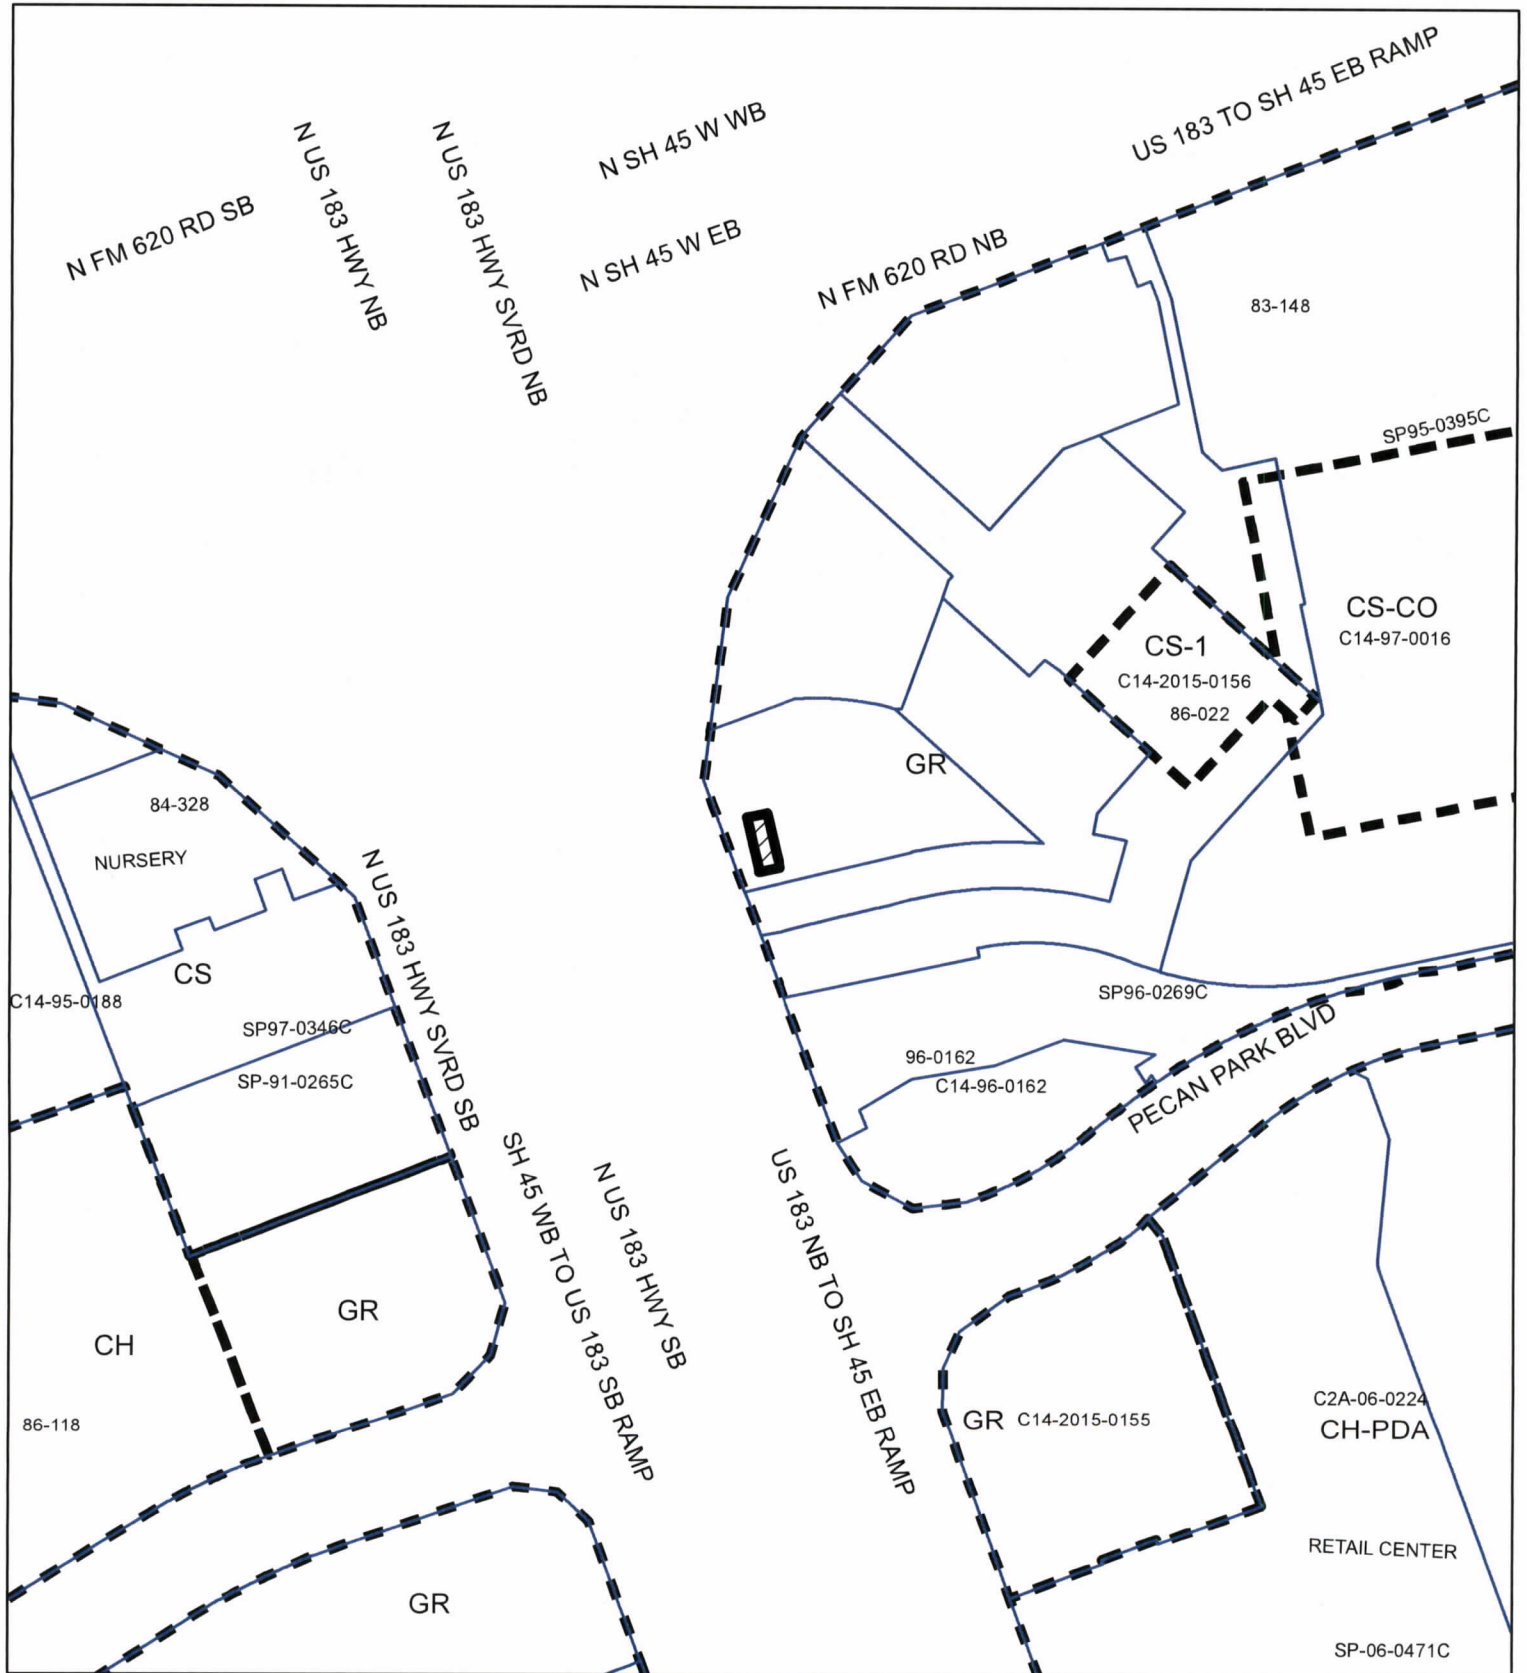 US 183 TO SH 45 EB RAMP
N SH 45 W WB
N US 183 HWY NB
N US 183 HWY SVRD NB
N FM 620 RD SB
N SH 45 W EB
N FM 620 RD NB
83-148
SP95-0395C
CS-CO
C14-97-0016
CS-1
C14-2015-0156
86-022
GR
84-328
NURSERY
N US 183 HWY SVRD SB
CS
C14-95-0188
SP97-0346C
SP-91-0265C
SP96-0269C
96-0162
C14-96-0162
PECAN PARK BLVD
SH 45 WB TO US 183 SB RAMP
N US 183 HWY SB
US 183 NB TO SH 45 EB RAMP
GR
CH
86-118
GR C14-2015-0155
C2A-06-0224
CH-PDA
RETAIL CENTER
GR
SP-06-0471C